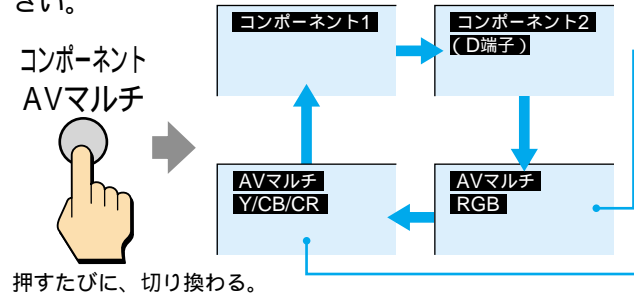 さい。
コンポーネント
AVマルチ
コンポーネント1
コンポーネント2
（D端子）
AVマルチ
Y/CB/CR
AVマルチ
RGB
押すたびに、切り換わる。